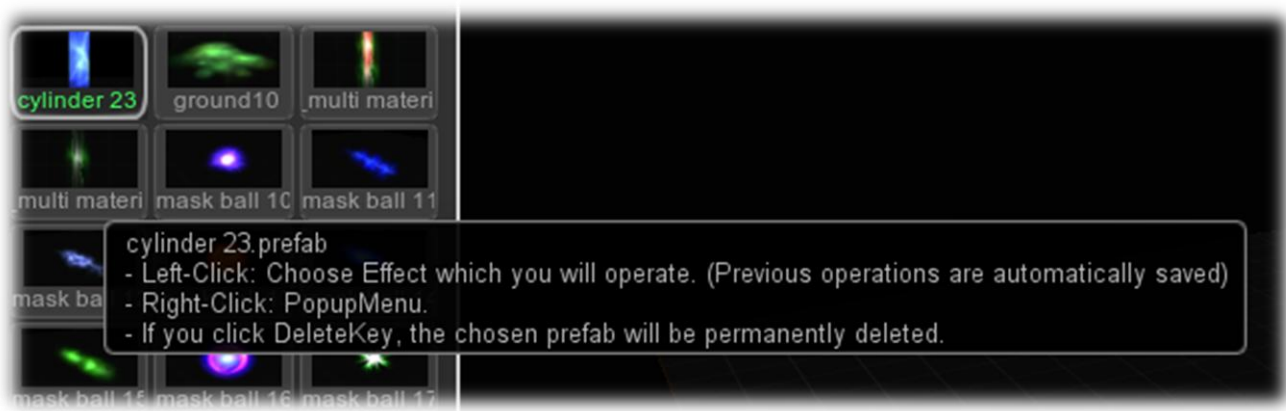 cylinder 23
ground10
_multi materi
_multi materi
mask ball 10
mask ball 11
mask ba
cylinder 23.prefab
- Left-Click: Choose Effect which you will operate. (Previous operations are automatically saved)
- Right-Click: PopupMenu.
- If you click DeleteKey, the chosen prefab will be permanently deleted.
mask ball 15
mask ball 16
mask ball 17